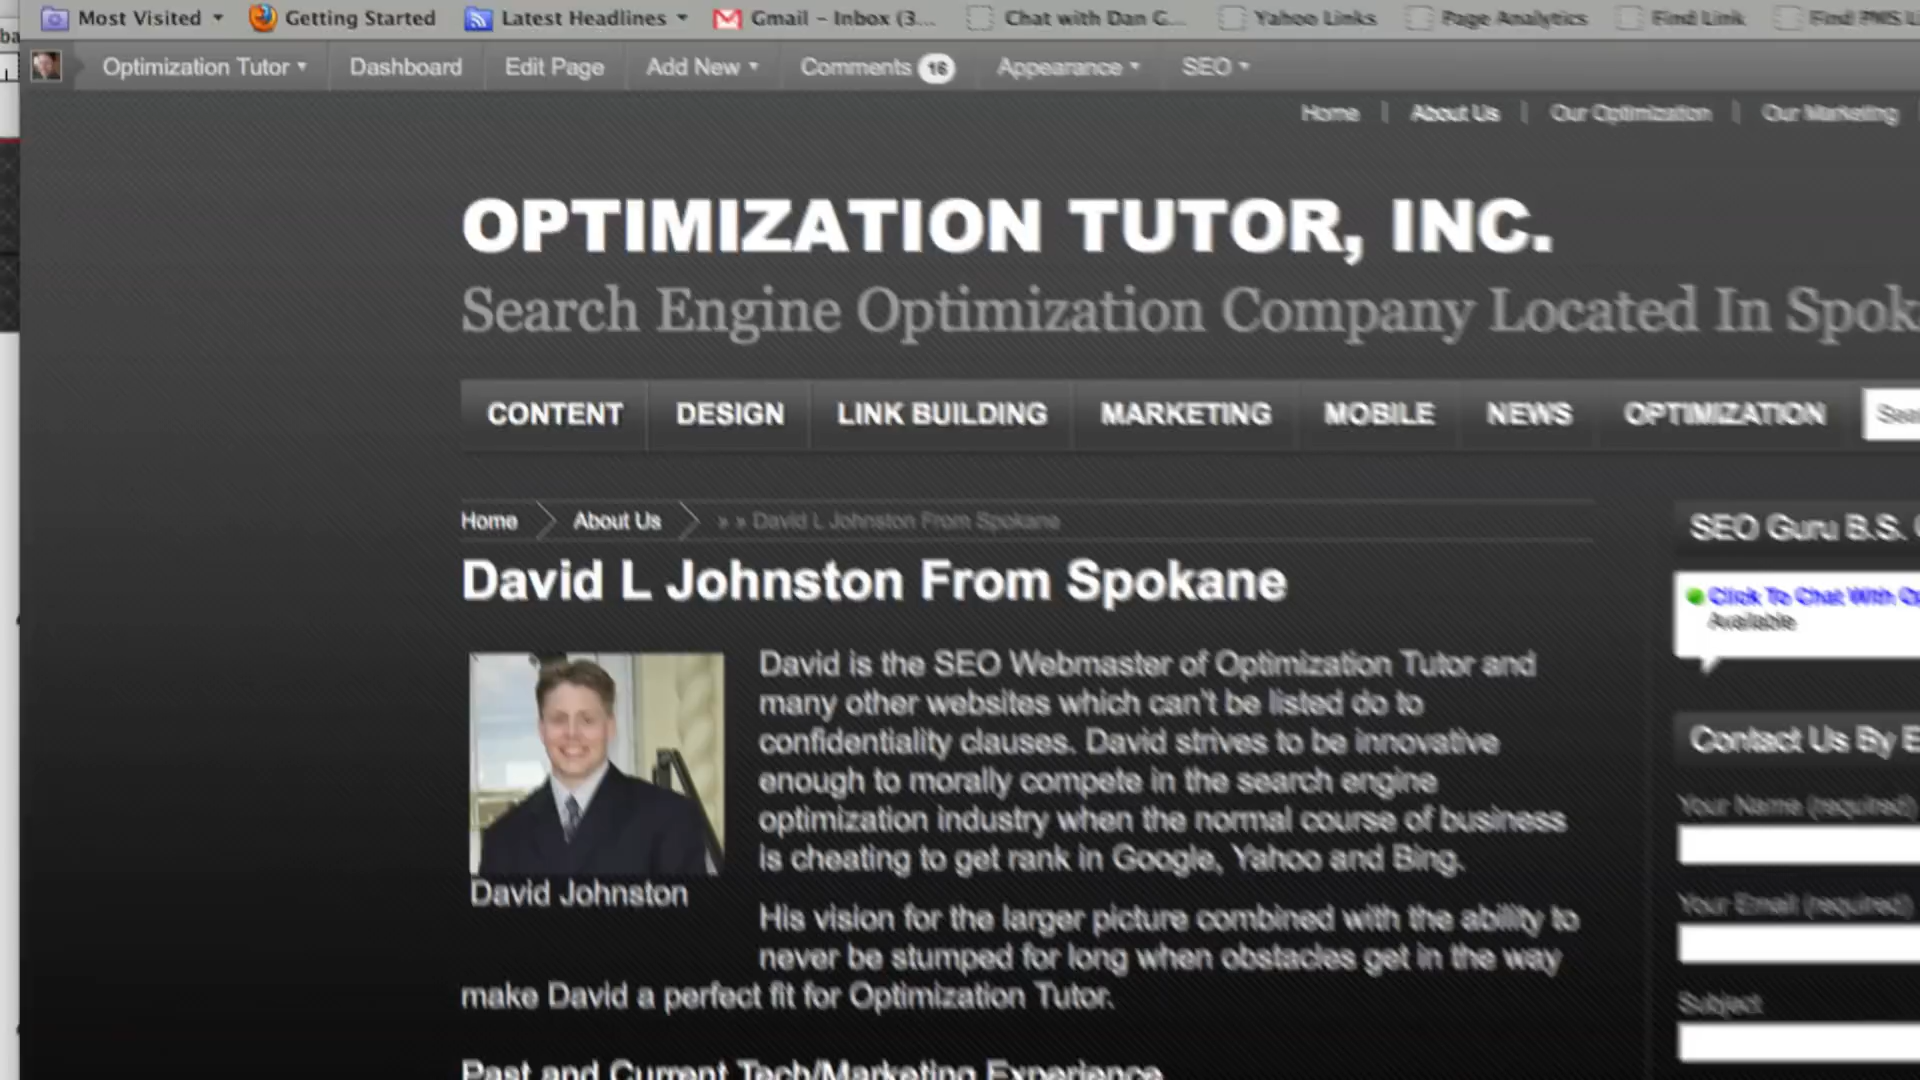 Most Visited
Getting Started
Latest Headlines
Gmail - Inbox (3...
Chat with Dan C...
Yahoo Links
Page Analytics
Find Link
Optimization Tutor
Dashboard
Edit Page
Add New
Comments 16
Appearance
SEO
Home | About Us | Our Optimization | Our Marketing
OPTIMIZATION TUTOR, INC.
Search Engine Optimization Company Located In Spok
CONTENT DESIGN LINK BUILDING MARKETING MOBILE NEWS OPTIMIZATION
Home About Us » » David L Johnston From Spokane
David L Johnston From Spokane
David is the SEO Webmaster of Optimization Tutor and
many other websites which can't be listed do to
confidentiality clauses. David strives to be innovative
enough to morally compete in the search engine
optimization industry when the normal course of business
is cheating to get rank in Google, Yahoo and Bing.
David Johnston
His vision for the larger picture combined with the ability to
never be stumped for long when obstacles get in the way
make David a perfect fit for Optimization Tutor.
Past and Current Tech/Marketing Experience
SEO Guru B.S.
Click To Chat With Op
Available
Contact Us By E
Your Name (required)
Your Email (required)
Subject